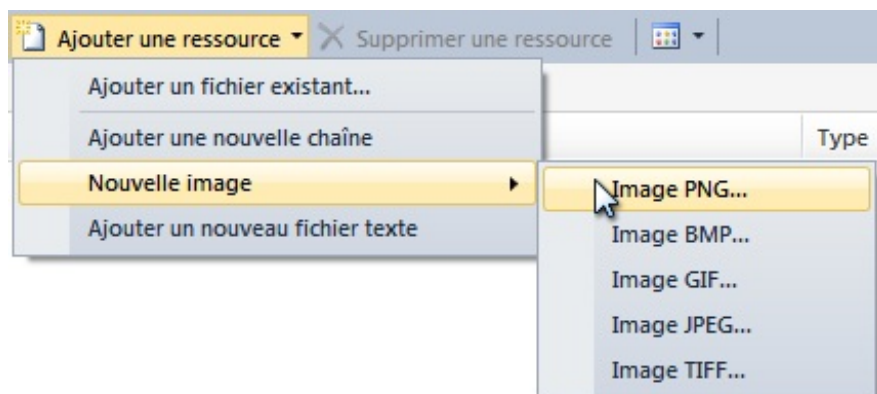 Ajouter une ressource Supprimer une ressource
Ajouter un fichier existant...
Ajouter une nouvelle chaîne Type
Nouvelle image Image PNG...
Ajouter un nouveau fichier texte Image BMP...
Image GIF...
Image JPEG...
Image TIFF...